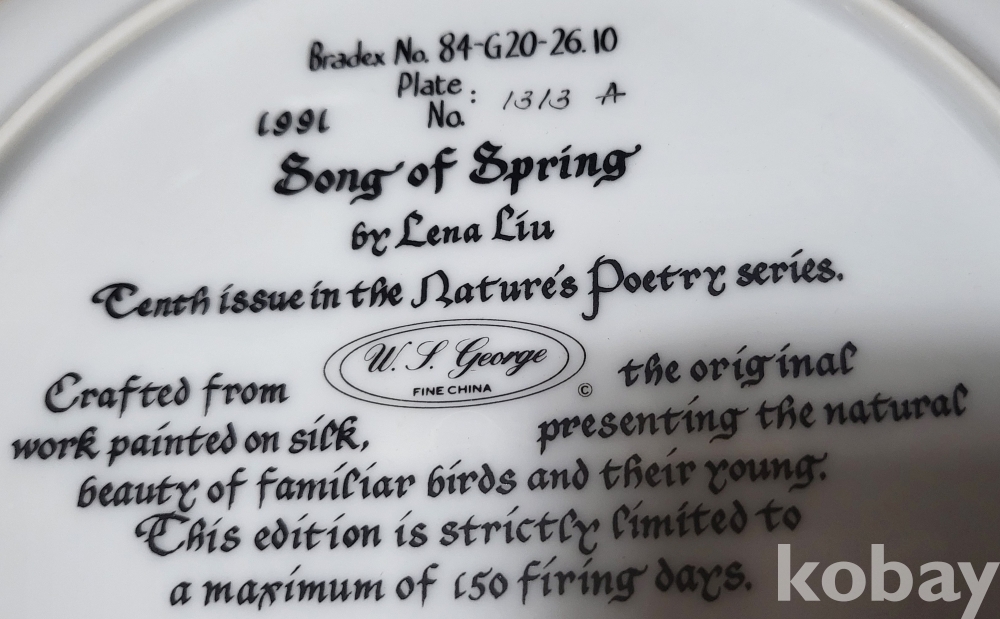 Bradex No. 84-G20-26.10
Plate No. : 1313 A
1991
Song of Spring
by Lena Liu
Tenth issue in the Nature's Poetry series.
W. S. George
FINE CHINA
©
Crafted from the original
work painted on silk, presenting the natural
beauty of familiar birds and their young.
This edition is strictly limited to
a maximum of 150 firing days.
kobay